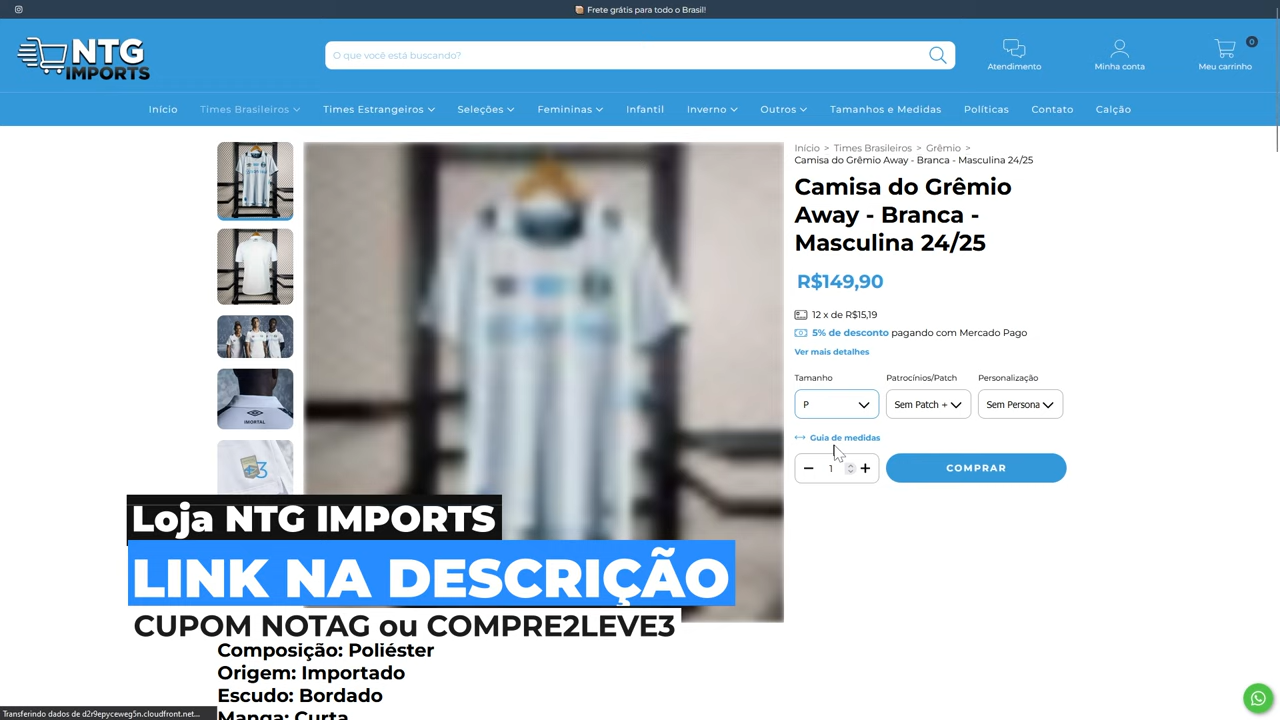 Frete grátis para todo o Brasil!
NTG
IMPORTS
O que você está buscando?
Atendimento
Minha conta
0
Meu carrinho
Início
Times Brasileiros
Times Estrangeiros
Seleções
Femininas
Infantil
Inverno
Outros
Tamanhos e Medidas
Políticas
Contato
Calção
Início > Times Brasileiros > Grêmio >
Camisa do Grêmio Away - Branca - Masculina 24/25
Camisa do Grêmio
Away - Branca -
Masculina 24/25
R$149,90
12 x de R$15,19
5% de desconto pagando com Mercado Pago
Ver mais detalhes
Tamanho
Patrocínios/Patch
Personalização
P
Sem Patch +
Sem Persona
Guia de medidas
1
COMPRAR
IMORTAL
Loja NTG IMPORTS
LINK NA DESCRIÇÃO
CUPOM NOTAG ou COMPRE2LEVE3
Composição: Poliéster
Origem: Importado
Escudo: Bordado
Manga: Curta
Transferindo dados de d2r9epyceweg5n.cloudfront.net...